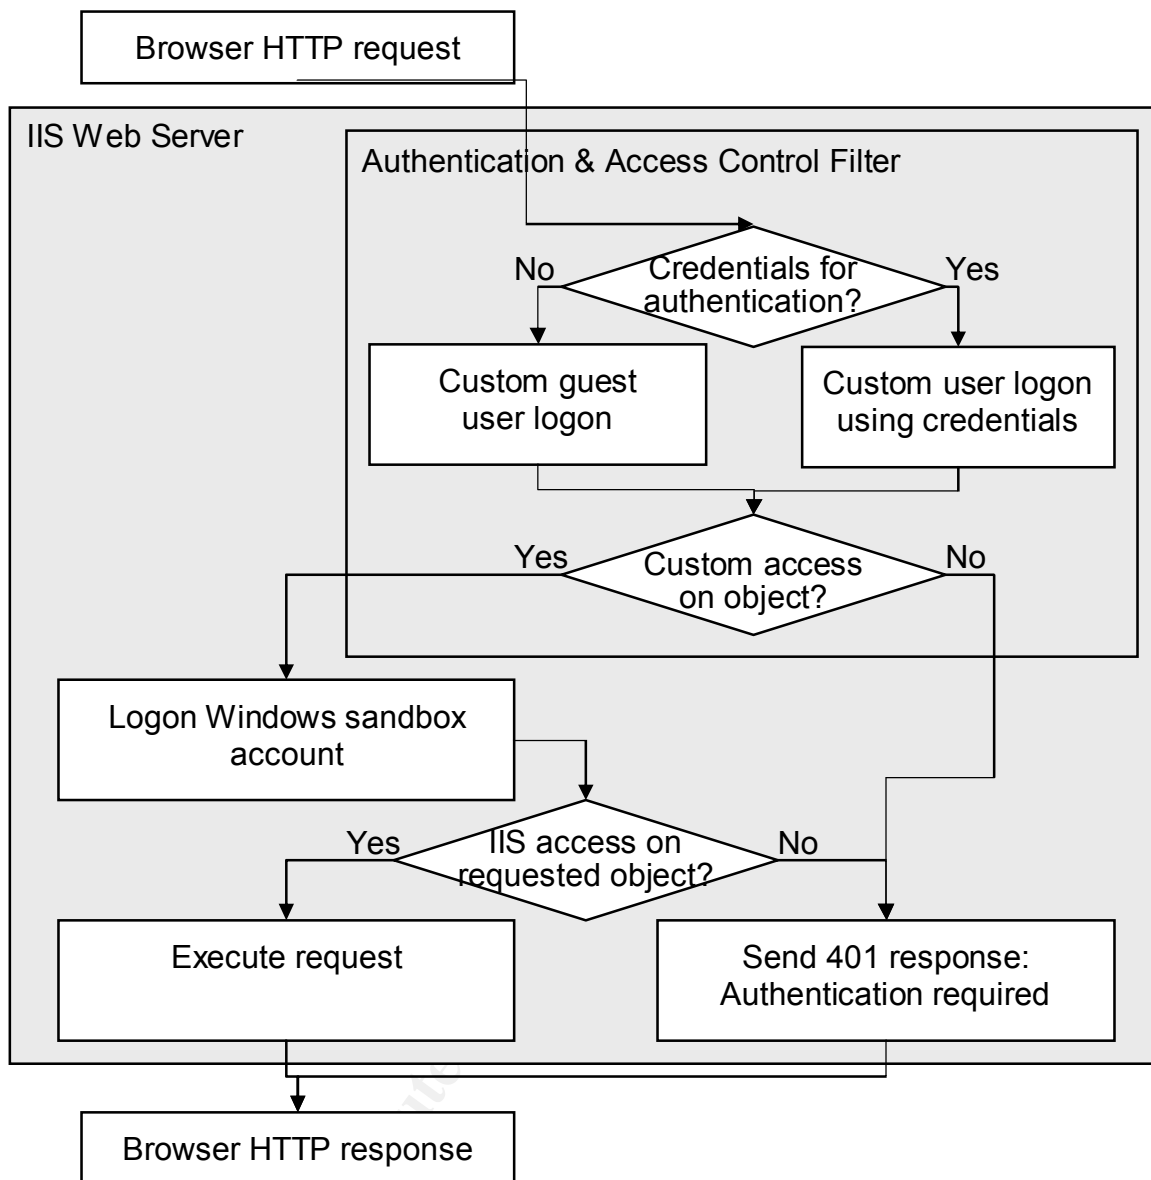 Browser HTTP request
IIS Web Server
Authentication & Access Control Filter
No
Credentials for
authentication?
Yes
Custom guest
user logon
Custom user logon
using credentials
Yes
Custom access
on object?
No
Logon Windows sandbox
account
Yes
IIS access on
requested object?
No
Execute request
Send 401 response:
Authentication required
Browser HTTP response